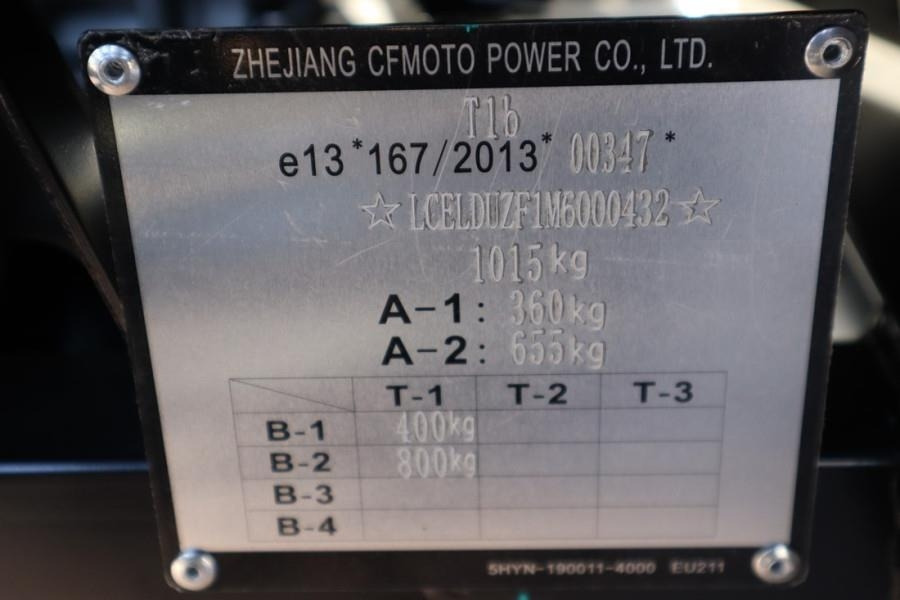 ZHEJIANG CFMOTO POWER CO., LTD.
T1b
e13*167/2013*00347*
☆LCELDUZF1M6000432☆
1015kg
A-1: 360kg
A-2: 655kg
T-1 T-2 T-3
B-1 400kg
B-2 800kg
B-3
B-4
5HYN-190011-4000 EU211